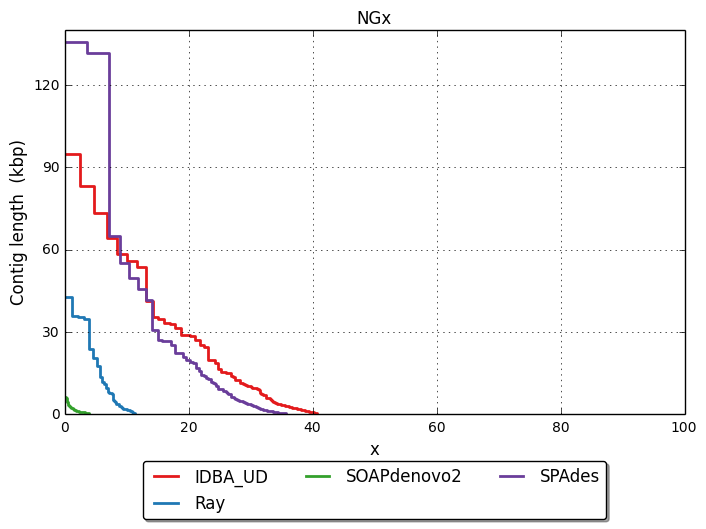 NGx
Contig length (kbp)
120
90
60
30
0
0 20 40 60 80 100
x
IDBA_UD SOAPdenovo2 SPAdes
Ray